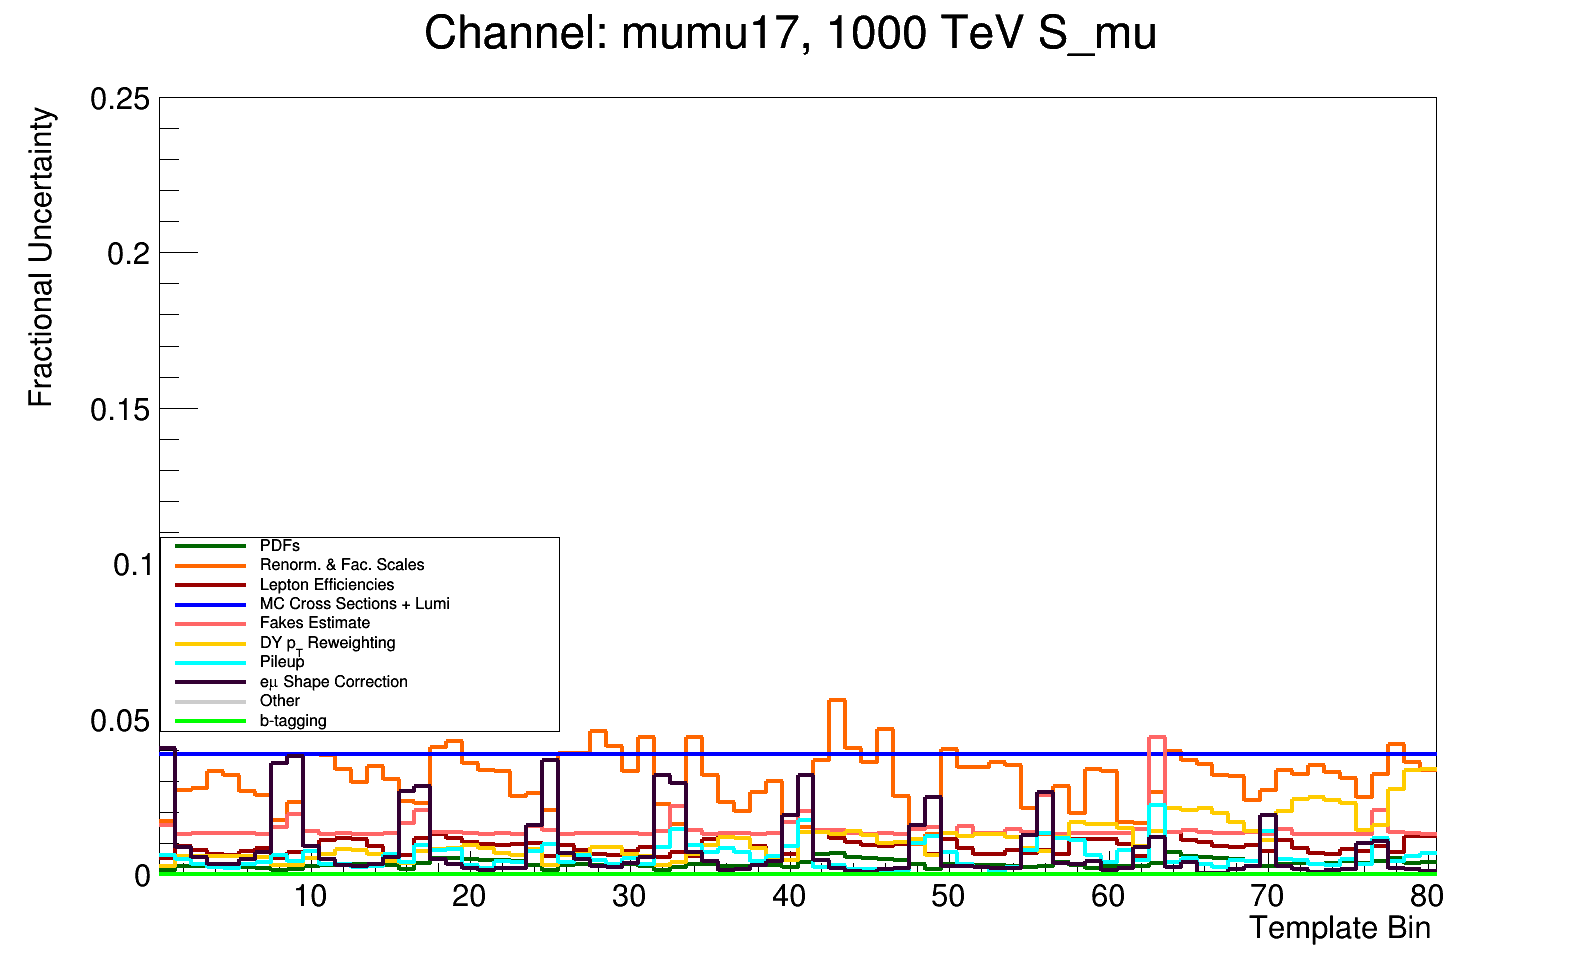 Channel: mumu17, 1000 TeV S_mu
Fractional Uncertainty
0.25
0.2
0.15
0.1
0.05
0
PDFs
Renorm. & Fac. Scales
Lepton Efficiencies
MC Cross Sections + Lumi
Fakes Estimate
DY pT Reweighting
Pileup
eμ Shape Correction
Other
b-tagging
10 20 30 40 50 60 70 80
Template Bin